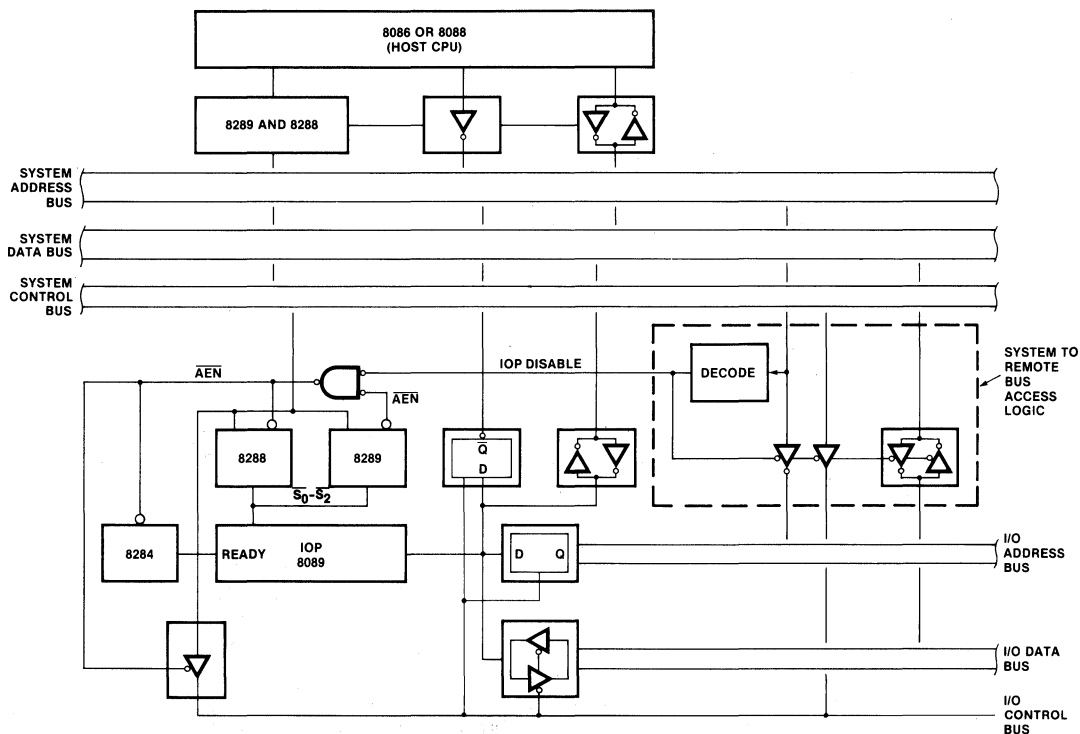 8086 OR 8088
(HOST CPU)
8289 AND 8288
SYSTEM
ADDRESS
BUS
SYSTEM
DATA BUS
SYSTEM
CONTROL
BUS
AEN
IOP DISABLE
AEN
DECODE
SYSTEM TO
REMOTE
BUS
ACCESS
LOGIC
8288
8289
Q
D
S0-S2
8284
READY
IOP
8089
D Q
I/O
ADDRESS
BUS
I/O DATA
BUS
I/O
CONTROL
BUS